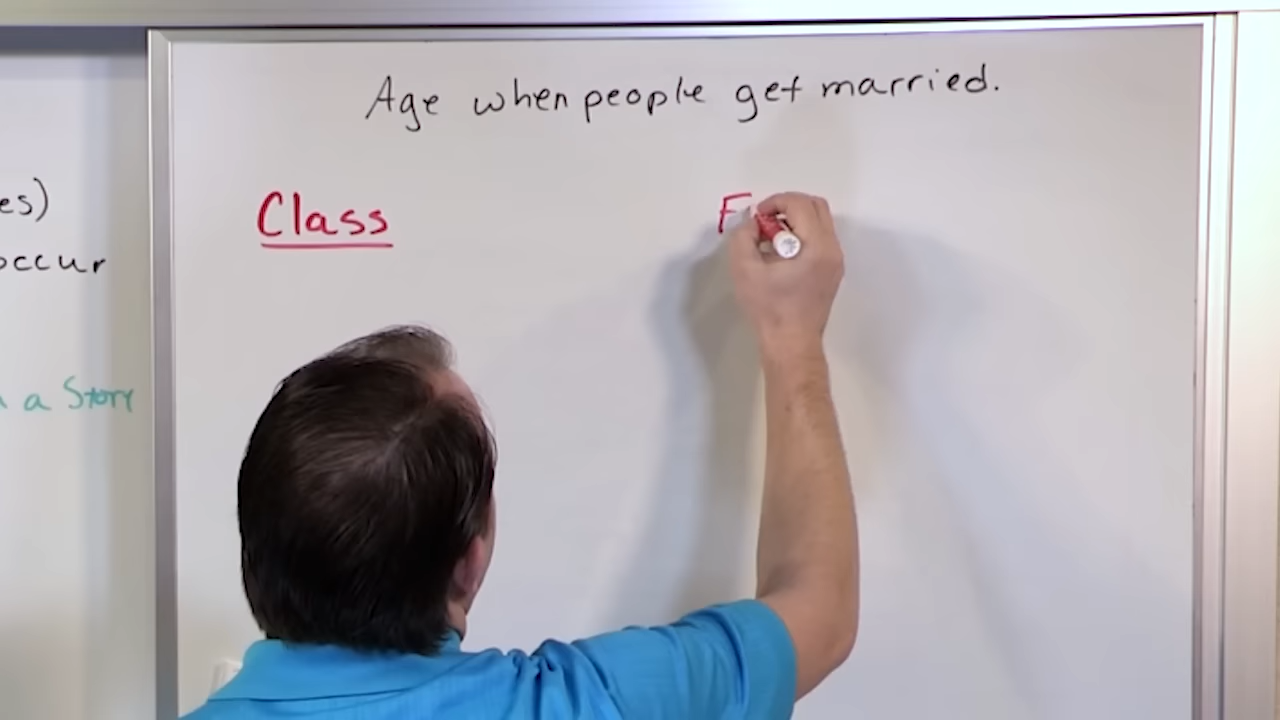 es)
occur
a Story
Age when people get married.
Class
F